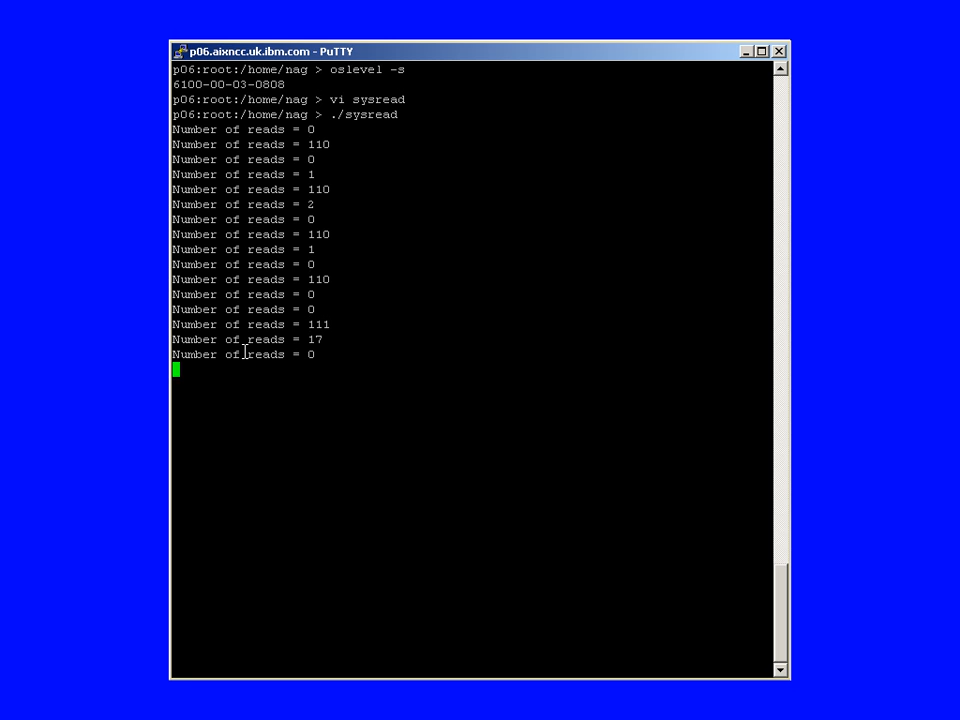 p06.aixncc.uk.ibm.com - PuTTY
p06:root:/home/nag > oslevel -s
6100-00-03-0808
p06:root:/home/nag > vi sysread
p06:root:/home/nag > ./sysread
Number of reads = 0
Number of reads = 110
Number of reads = 0
Number of reads = 1
Number of reads = 110
Number of reads = 2
Number of reads = 0
Number of reads = 110
Number of reads = 1
Number of reads = 0
Number of reads = 110
Number of reads = 0
Number of reads = 0
Number of reads = 111
Number of reads = 17
Number of reads = 0